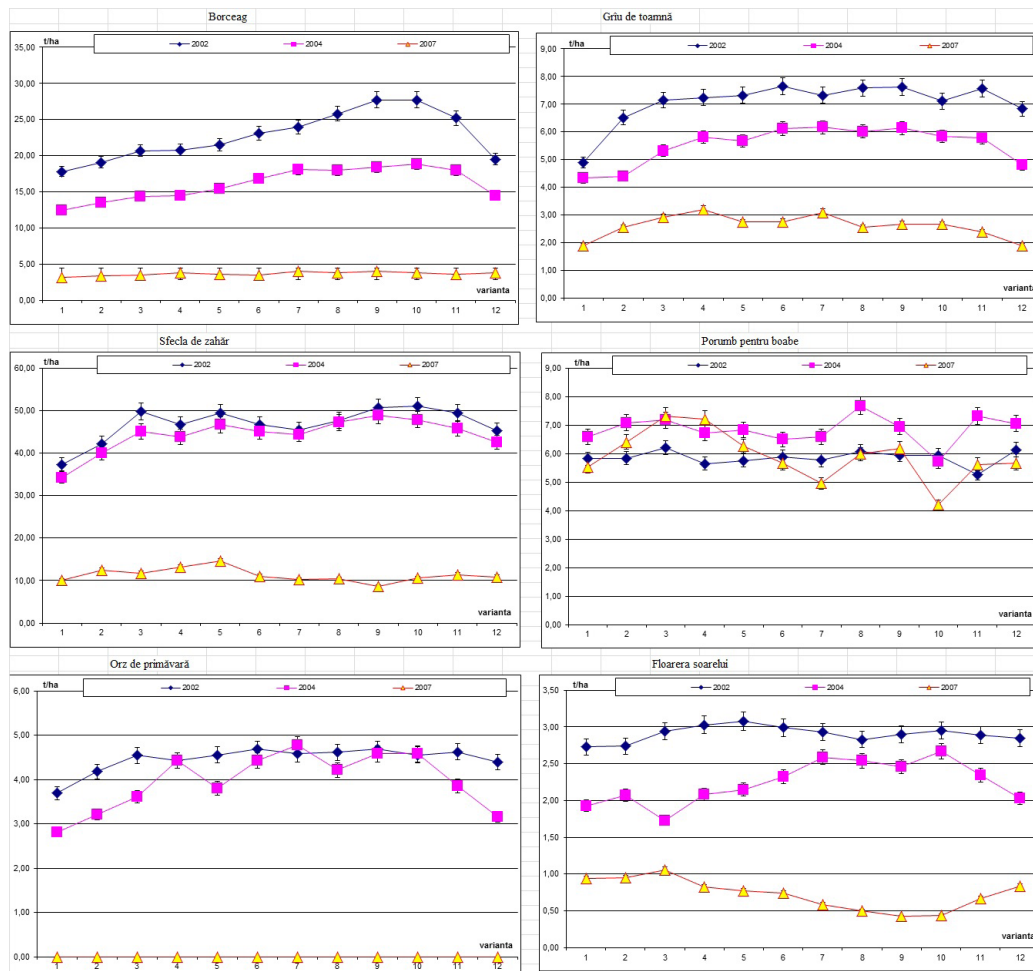 Borceag
t/ha
2002 2004 2007
35,00
30,00
25,00
20,00
15,00
10,00
5,00
0,00
varianta
1 2 3 4 5 6 7 8 9 10 11 12
Grîu de toamnă
t/ha
2002 2004 2007
9,00
8,00
7,00
6,00
5,00
4,00
3,00
2,00
1,00
0,00
varianta
1 2 3 4 5 6 7 8 9 10 11 12
Sfecla de zahăr
t/ha
2002 2004 2007
60,00
50,00
40,00
30,00
20,00
10,00
0,00
varianta
1 2 3 4 5 6 7 8 9 10 11 12
Porumb pentru boabe
t/ha
2002 2004 2007
9,00
8,00
7,00
6,00
5,00
4,00
3,00
2,00
1,00
0,00
varianta
1 2 3 4 5 6 7 8 9 10 11 12
Orz de primăvară
t/ha
2002 2004 2007
6,00
5,00
4,00
3,00
2,00
1,00
0,00
varianta
1 2 3 4 5 6 7 8 9 10 11 12
Floarera soarelui
t/ha
2002 2004 2007
3,50
3,00
2,50
2,00
1,50
1,00
0,50
0,00
varianta
1 2 3 4 5 6 7 8 9 10 11 12